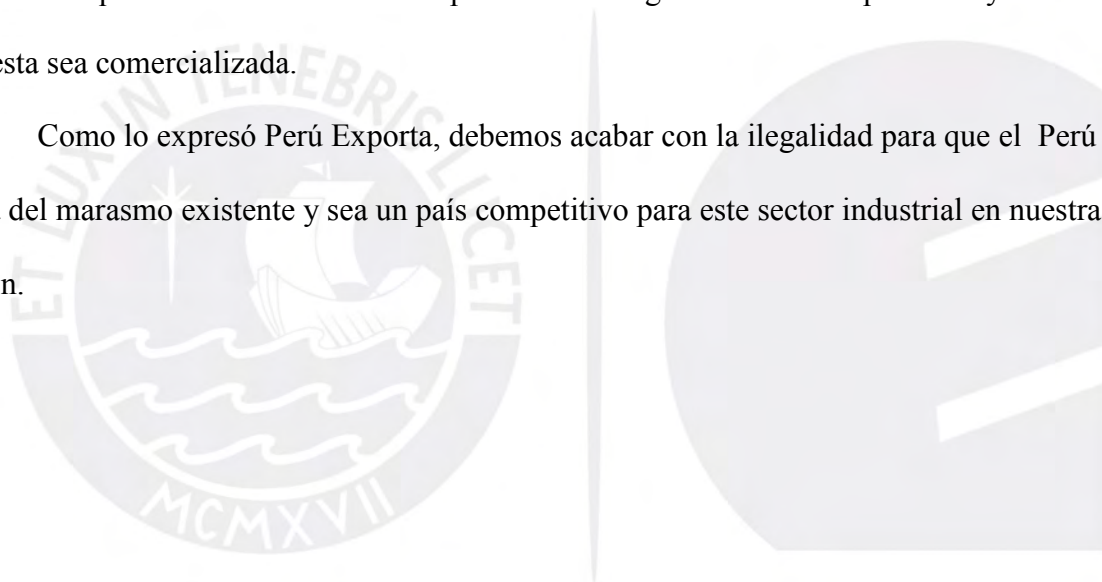 esta sea comercializada.
Como lo expresó Perú Exporta, debemos acabar con la ilegalidad para que el Perú
del marasmo existente y sea un país competitivo para este sector industrial en nuestra
n.
ET LUX IN TENEBRIS LUCET
MCMXVII